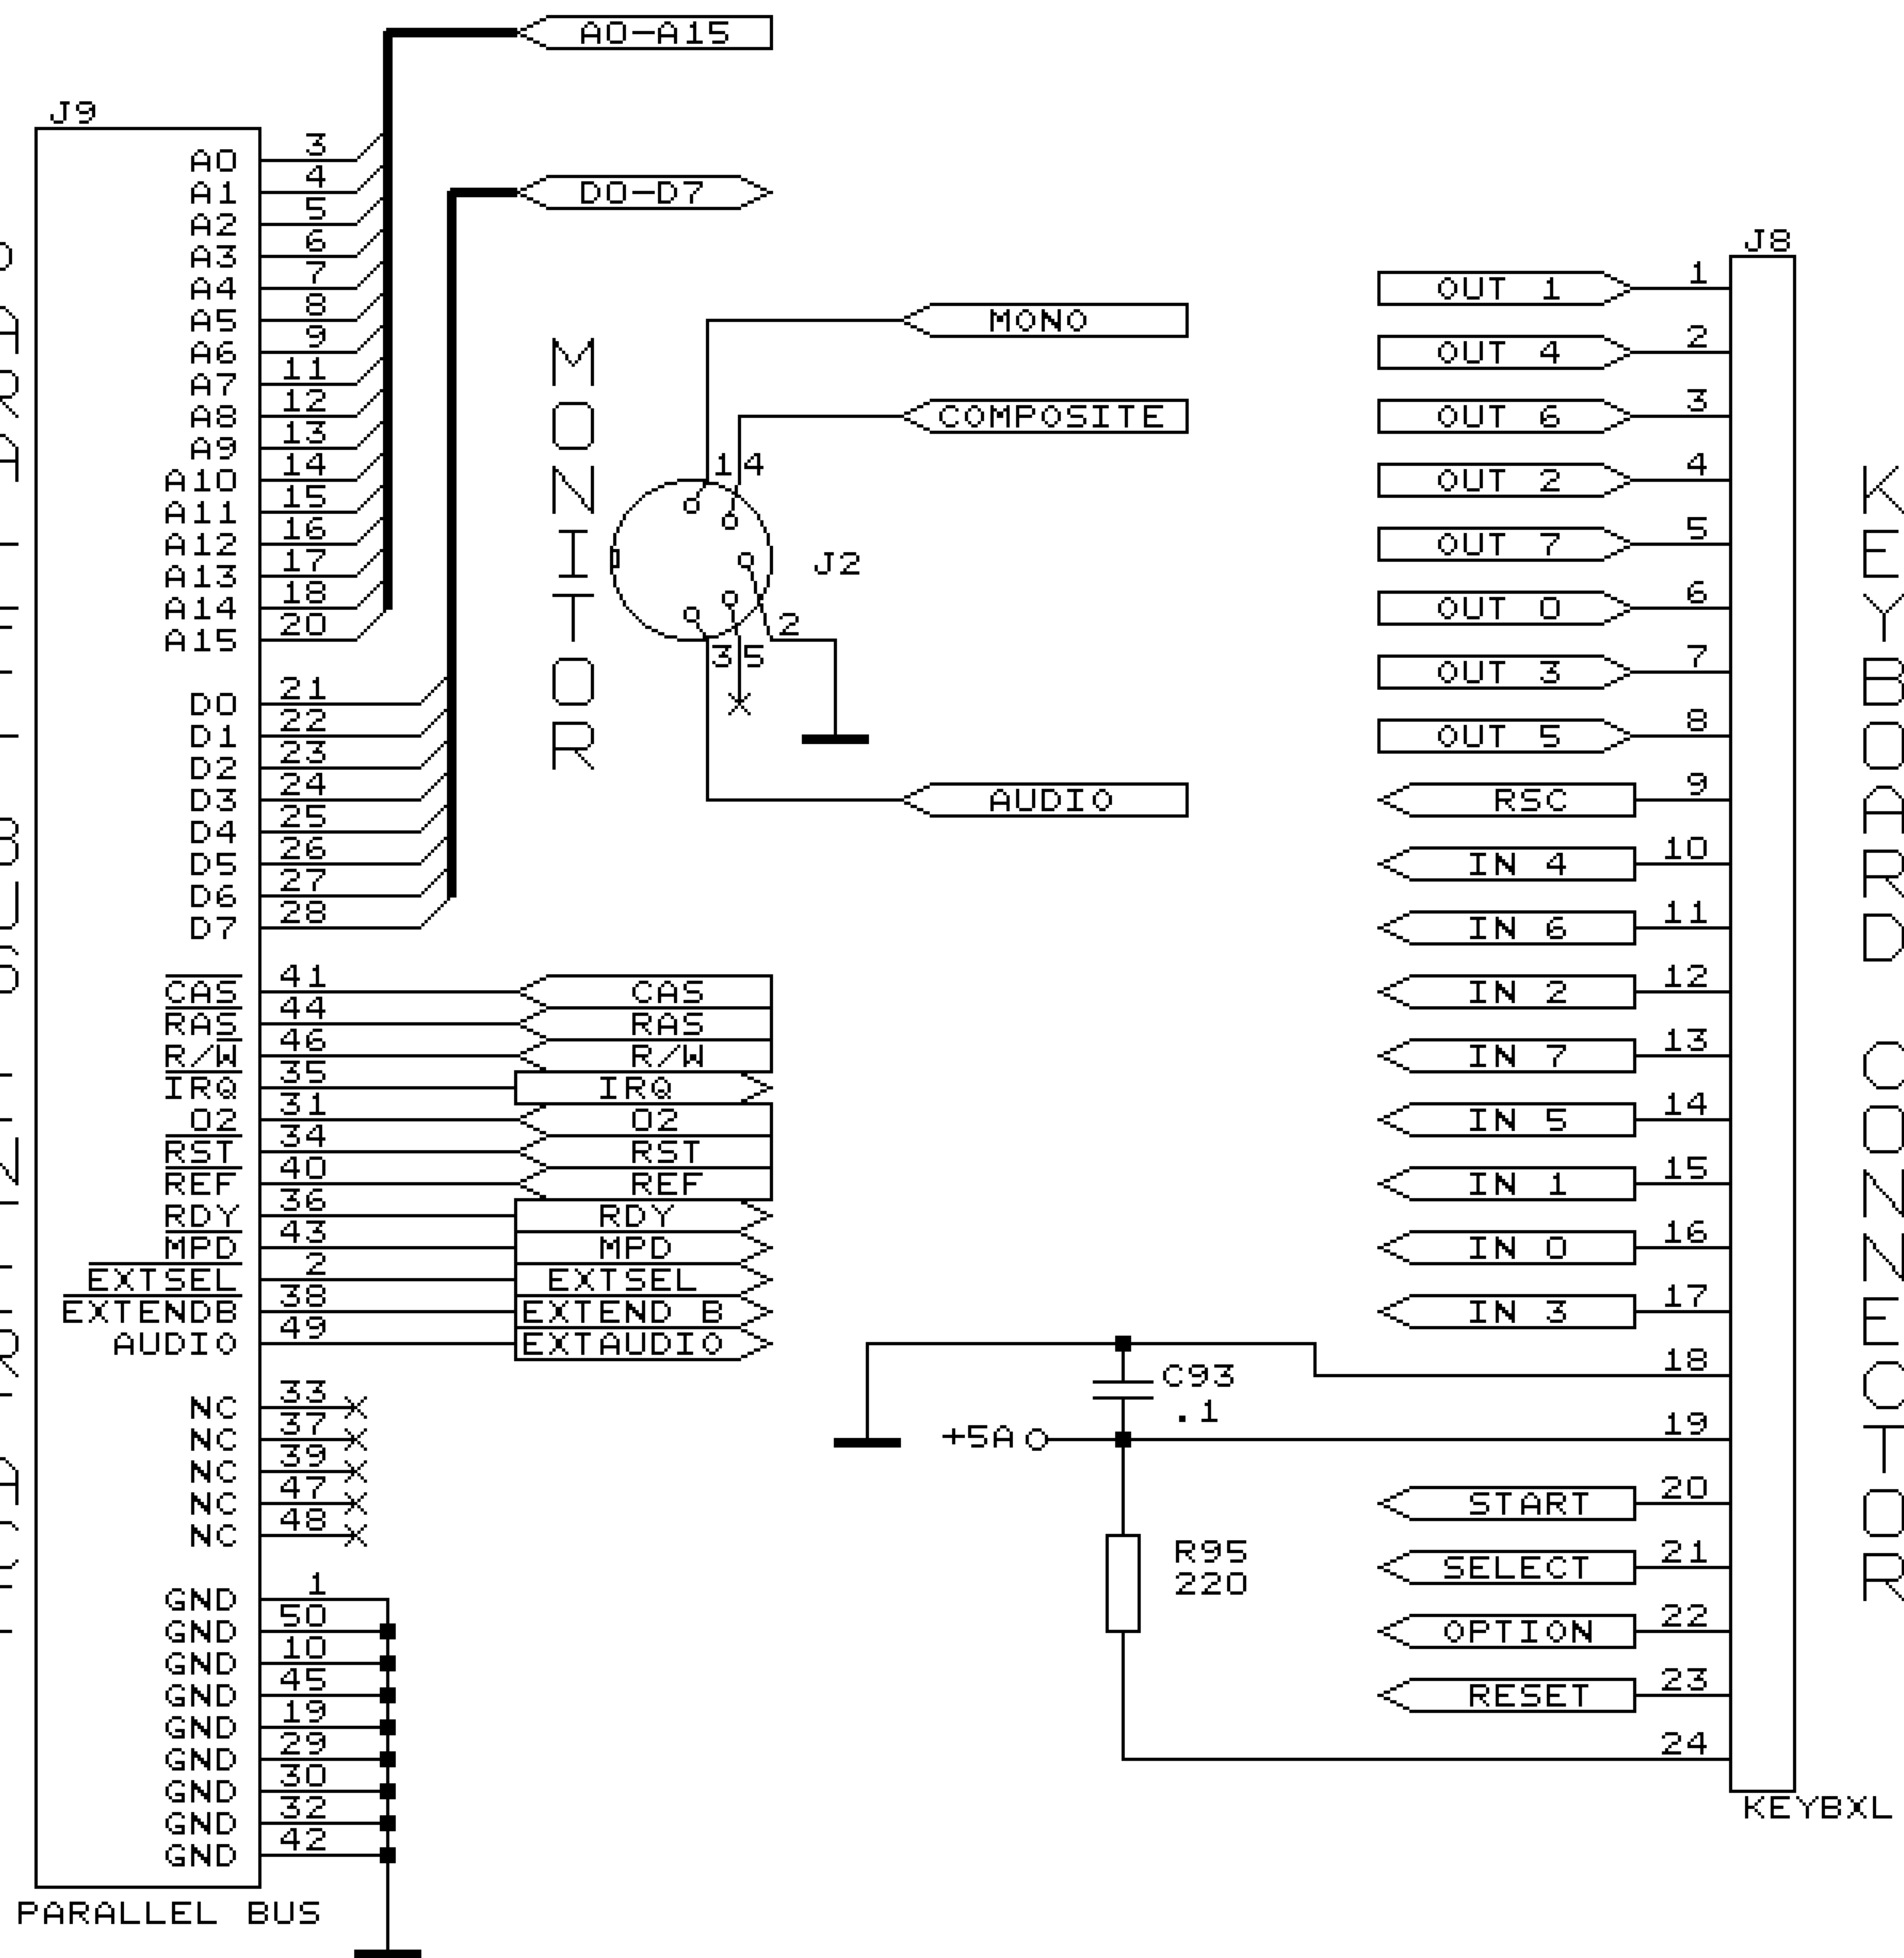 A0-A15
J9
A0 3
A1 4
A2 5
A3 6
A4 7
A5 8
A6 9
A7 11
A8 12
A9 13
A10 14
A11 15
A12 16
A13 17
A14 18
A15 20
D0-D7
D0 21
D1 22
D2 23
D3 24
D4 25
D5 26
D6 27
D7 28
CAS 41 CAS
RAS 44 RAS
R/W 46 R/W
IRQ 35 IRQ
O2 31 O2
RST 34 RST
REF 40 REF
RDY 36 RDY
MPD 43 MPD
EXTSEL 2 EXTSEL
EXTENDB 38 EXTEND B
AUDIO 49 EXTAUDIO
NC 33
NC 37
NC 39
NC 47
NC 48
GND 1
GND 50
GND 10
GND 45
GND 19
GND 29
GND 30
GND 32
GND 42
PARALLEL BUS
MONITOR
MONO
COMPOSITE
1 4
J2
2
3 5
AUDIO
J8
OUT 1 1
OUT 4 2
OUT 6 3
OUT 2 4
OUT 7 5
OUT 0 6
OUT 3 7
OUT 5 8
RSC 9
IN 4 10
IN 6 11
IN 2 12
IN 7 13
IN 5 14
IN 1 15
IN 0 16
IN 3 17
18
C93
.1
+5A 19
START 20
R95
220
SELECT 21
OPTION 22
RESET 23
24
KEYBXL
KEYBOARD CONNECTOR